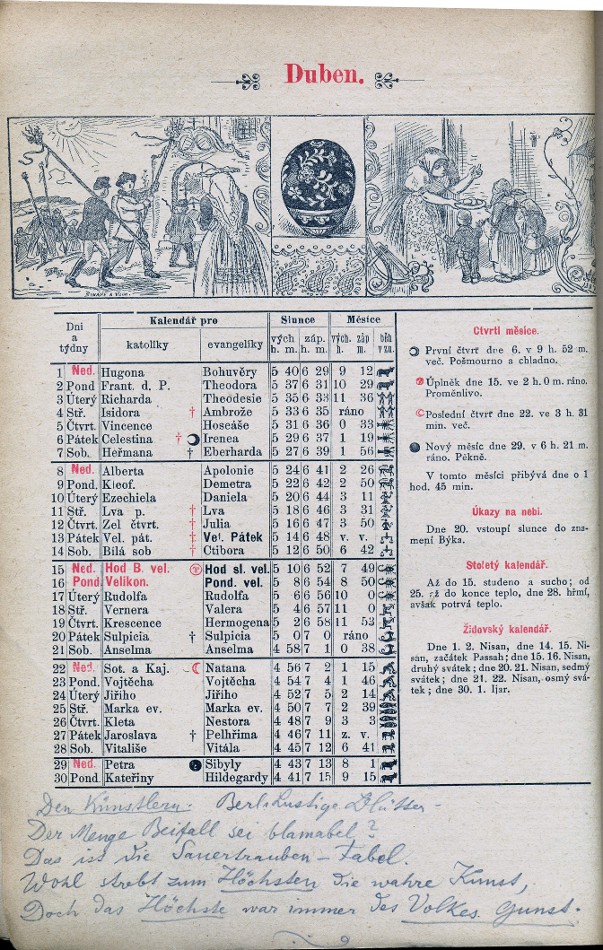 Duben.
Dni a týdny
Kalendář pro
Slunce
Měsíce
katolíky
evangelíky
vých. h. m.
záp. h. m.
vých. h.
záp m.
běh v zn.
1 Ned. Hugona Bohuvěry 5 40 6 29 9 12
2 Pond Frant. d. P. Theodora 5 37 6 31 10 29
3 Úterý Richarda Theodesie 5 35 6 33 11 36
4 Stř. Isidora † Ambrože 5 33 6 35 ráno
5 Čtvrt. Vincence Hoseáše 5 31 6 36 0 33
6 Pátek Celestina † Irenea 5 29 6 37 1 19
7 Sob. Heřmana † Eberharda 5 27 6 39 1 56
8 Ned. Alberta Apolonie 5 24 6 41 2 26
9 Pond. Kleof. Demetra 5 22 6 42 2 50
10 Úterý Ezechiela Daniela 5 20 6 44 3 11
11 Stř. Lva p. † Lva 5 18 6 46 3 31
12 Čtvrt. Zel čtvrt. † Julia 5 16 6 47 3 50
13 Pátek Vel. pát. † Vel. Pátek 5 14 6 48 v. v.
14 Sob. Bílá sob † Ctibora 5 12 6 50 6 42
15 Ned. Hod B. vel. Hod sl. vel. 5 10 6 52 7 49
16 Pond. Velikon. Pond. vel. 5 8 6 54 8 50
17 Úterý Rudolfa Rudolfa 5 6 6 56 10 0
18 Stř. Vernera Valera 5 4 6 57 11 0
19 Čtvrt. Krescence Hermogena 5 2 6 58 11 53
20 Pátek Sulpicia † Sulpicia 5 0 7 0 ráno
21 Sob. Anselma Anselma 4 58 7 0 38
22 Ned. Sot. a Kaj. Natana 4 56 7 2 1 15
23 Pond. Vojtěcha Vojtěcha 4 54 7 4 1 46
24 Úterý Jiřího Jiřího 4 52 7 5 2 14
25 Stř. Marka ev. Marka ev. 4 50 7 7 2 39
26 Čtvrt. Kleta Nestora 4 48 7 9 3 3
27 Pátek Jaroslava † Pelhřima 4 46 7 11 z. v.
28 Sob. Vitališe Vitála 4 45 7 12 6 41
29 Ned. Petra Sibyly 4 43 7 13 8 1
30 Pond. Kateřiny Hildegardy 4 41 7 15 9 15
Čtvrti měsíce.
První čtvrť dne 6. v 9 h. 52 m.
več. Pošmourno a chladno.
Úplněk dne 15. ve 2 h. 0 m. ráno.
Proměnlivo.
Poslední čtvrť dne 22. ve 3 h. 31
min. več.
Nový měsíc dne 29. v 6 h. 21 m.
ráno. Pěkně.
V tomto měsíci přibývá dne o 1
hod. 45 min.
Úkazy na nebi.
Dne 20. vstoupí slunce do zna-
mení Býka.
Stoletý kalendář.
Až do 15. studeno a sucho; od
25. až do konce teplo, dne 28. hřmí,
avšak potrvá teplo.
Židovský kalendář.
Dne 1. 2. Nisan, dne 14. 15. Ni-
san, začátek Passah; dne 15. 16. Nisan,
druhý svátek; dne 20. 21. Nisan, sedmý
svátek; dne 21. 22. Nisan, osmý svá-
tek; dne 30. 1. Ijar.
Den Künstlern. Berl. Lustige Blätter -
Der Menge Beifall sei blamabel?
Das ist die Sauertrauben-Fabel.
Wohl strebt zum Höchsten die wahre Kunst,
Doch das Höchste war immer des Volkes Gunst.
9